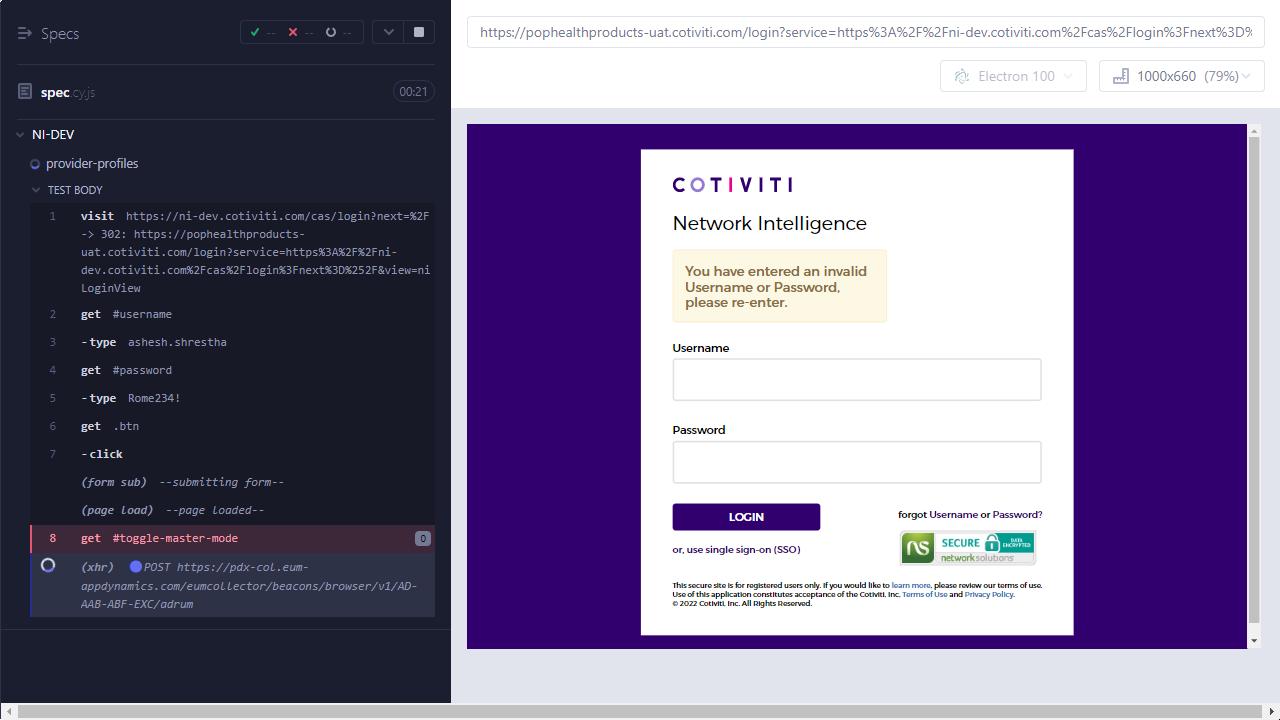 Specs
-- -- --
spec.cy.js
00:21
NI-DEV
provider-profiles
TEST BODY
1 visit https://ni-dev.cotiviti.com/cas/login?next=%2F
-> 302: https://pophealthproducts-
uat.cotiviti.com/login?service=https%3A%2F%2Fni-
dev.cotiviti.com%2Fcas%2Flogin%3Fnext%3D%252F&view=ni
LoginView
2 get #username
3 -type ashesh.shrestha
4 get #password
5 -type Rome234!
6 get .btn
7 -click
(form sub) --submitting form--
(page load) --page loaded--
8 get #toggle-master-mode 0
(xhr) POST https://pdx-col.eum-
appdynamics.com/eumcollector/beacons/browser/v1/AD-
AAB-ABF-EXC/adrum
https://pophealthproducts-uat.cotiviti.com/login?service=https%3A%2F%2Fni-dev.cotiviti.com%2Fcas%2Flogin%3Fnext%3D%
Electron 100
1000x660 (79%)
COTIVITI
Network Intelligence
You have entered an invalid
Username or Password,
please re-enter.
Username
Password
LOGIN
forgot Username or Password?
or, use single sign-on (SSO)
ns SECURE DATA ENCRYPTED
networksolutions
This secure site is for registered users only. If you would like to learn more, please review our terms of use.
Use of this application constitutes acceptance of the Cotiviti, Inc. Terms of Use and Privacy Policy.
© 2022 Cotiviti, Inc. All Rights Reserved.